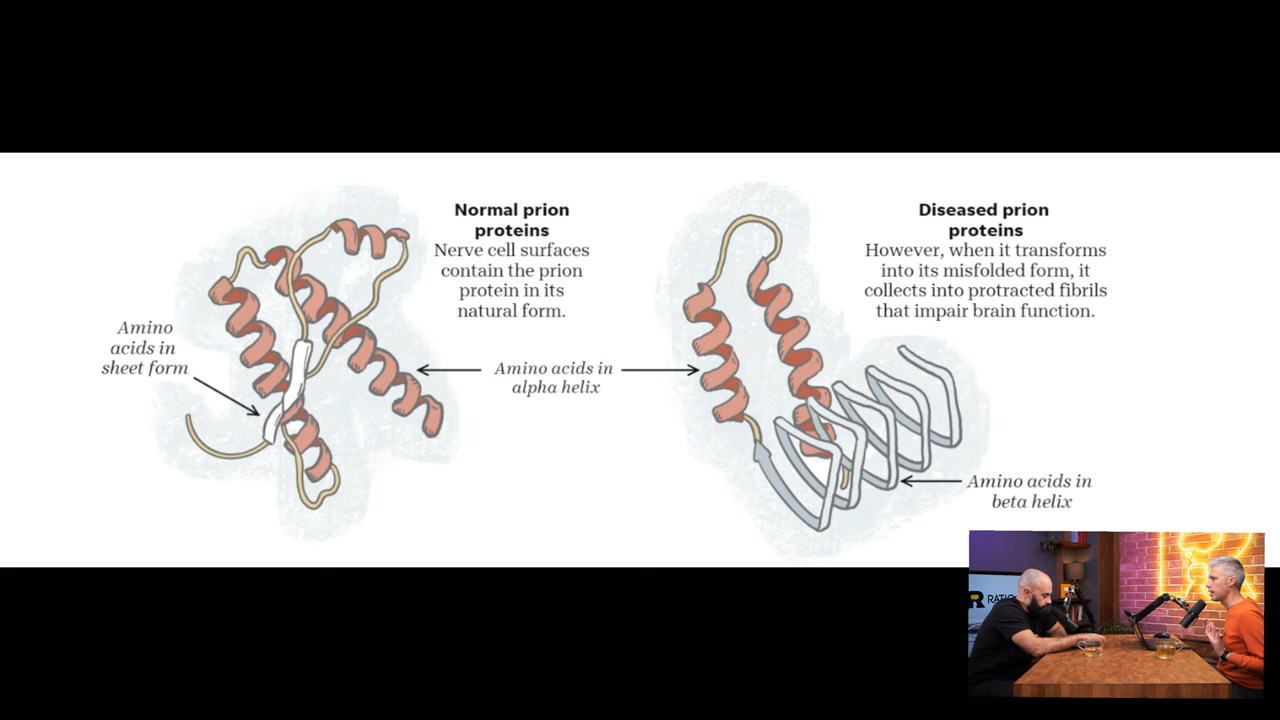 Normal prion
proteins
Nerve cell surfaces
contain the prion
protein in its
natural form.
Amino
acids in
sheet form
Amino acids in
alpha helix
Diseased prion
proteins
However, when it transforms
into its misfolded form, it
collects into protracted fibrils
that impair brain function.
Amino acids in
beta helix
RATIO